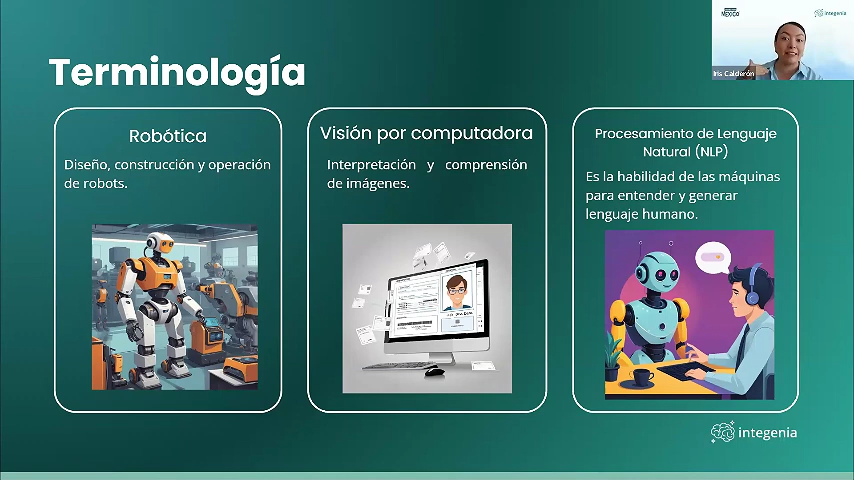 MÉXICO
integenia
Iris Calderón
Terminología
Robótica
Diseño, construcción y operación
de robots.
Visión por computadora
Interpretación y comprensión
de imágenes.
Procesamiento de Lenguaje
Natural (NLP)
Es la habilidad de las máquinas
para entender y generar
lenguaje humano.
integenia